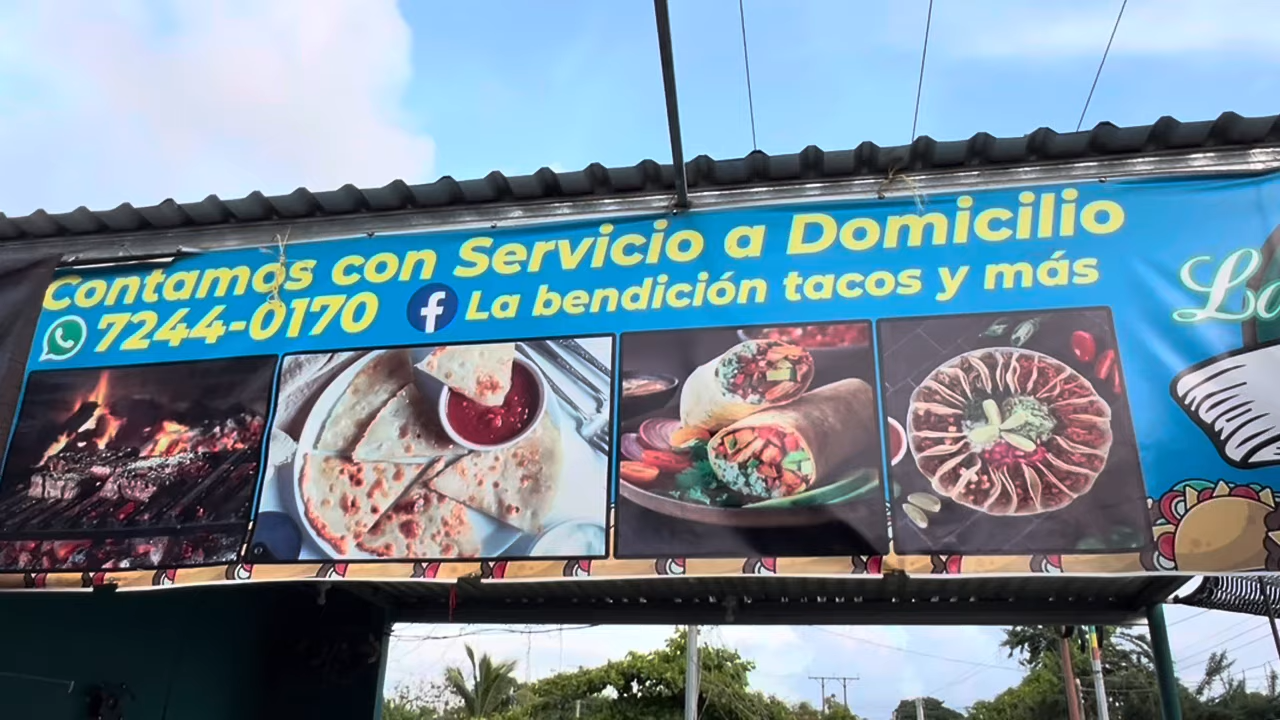 Contamos con Servicio a Domicilio
7244-0170 La bendición tacos y más